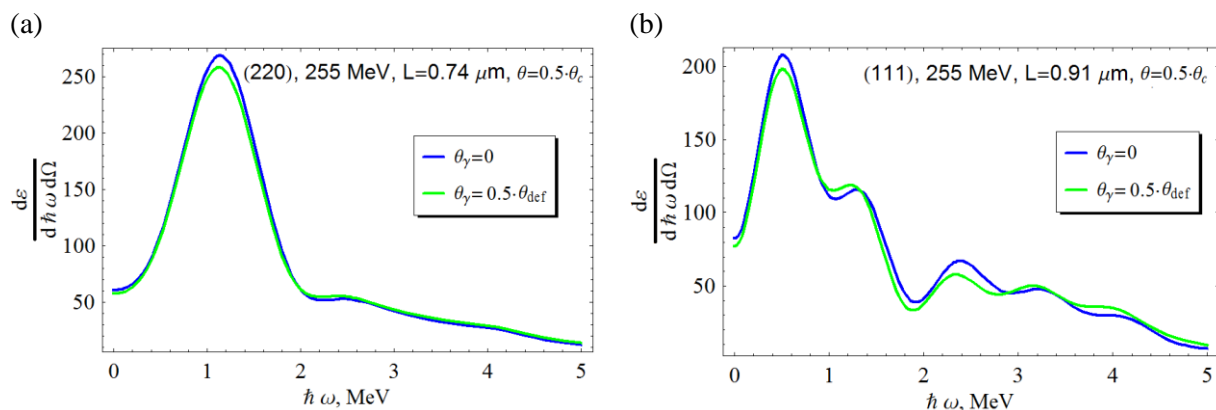 (a)
(220), 255 MeV, L=0.74 μm, θ=0.5·θc
θγ=0
θγ=0.5·θdef
dε
dħω dΩ
250
200
150
100
50
0 1 2 3 4 5
ħ ω, MeV
(b)
(111), 255 MeV, L=0.91 μm, θ=0.5·θc
θγ=0
θγ=0.5·θdef
dε
dħω dΩ
200
150
100
50
0 1 2 3 4 5
ħ ω, MeV